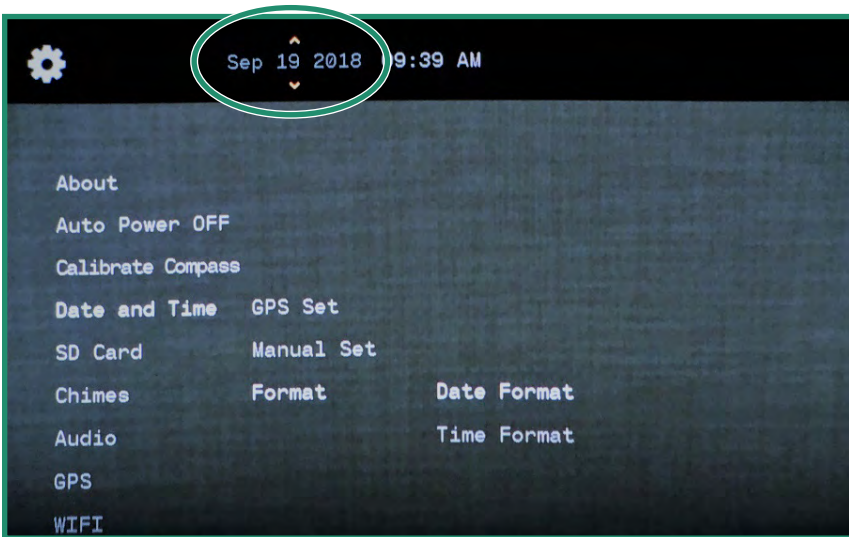 Sep 19 2018 09:39 AM
About
Auto Power OFF
Calibrate Compass
Date and Time GPS Set
SD Card Manual Set
Chimes Format Date Format
Audio Time Format
GPS
WIFI